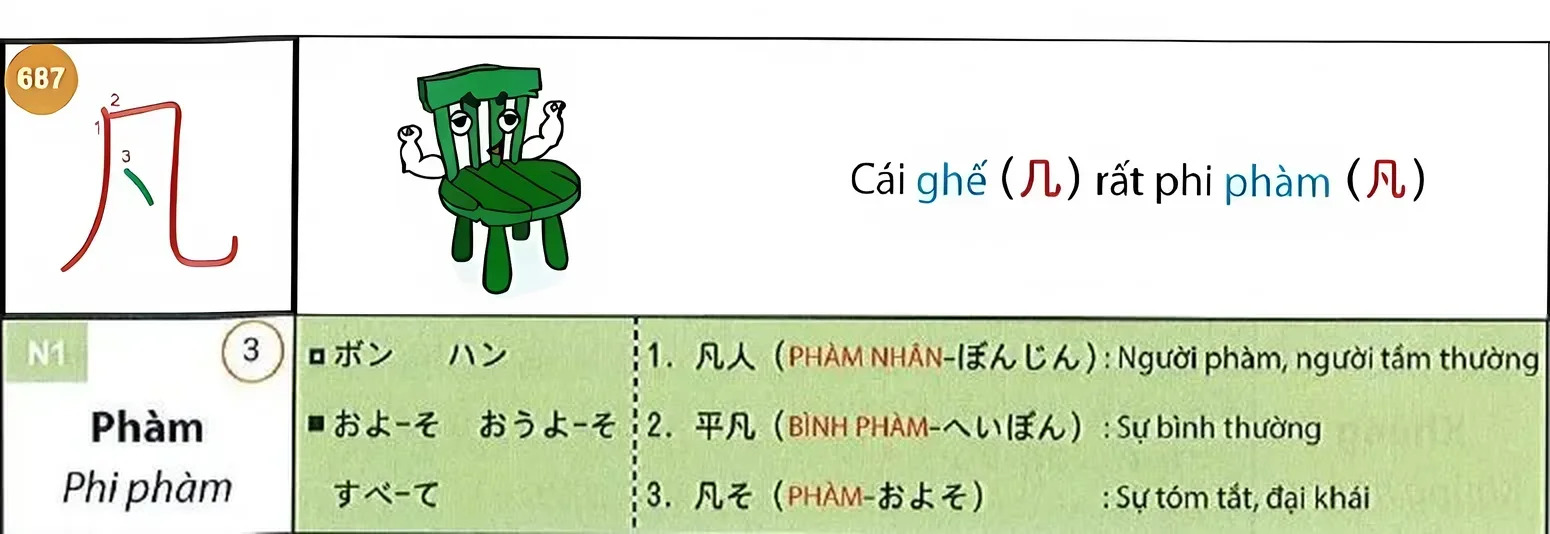 687
凡
1
2
3
Cái ghế (几) rất phi phàm (凡)
N1
3
Phàm
Phi phàm
ボン ハン
およ-そ おうよ-そ
すべ-て
1. 凡人 (PHÀM NHÂN-ぼんじん) : Người phàm, người tầm thường
2. 平凡 (BÌNH PHÀM-へいぼん) : Sự bình thường
3. 凡そ (PHÀM-およそ) : Sự tóm tắt, đại khái